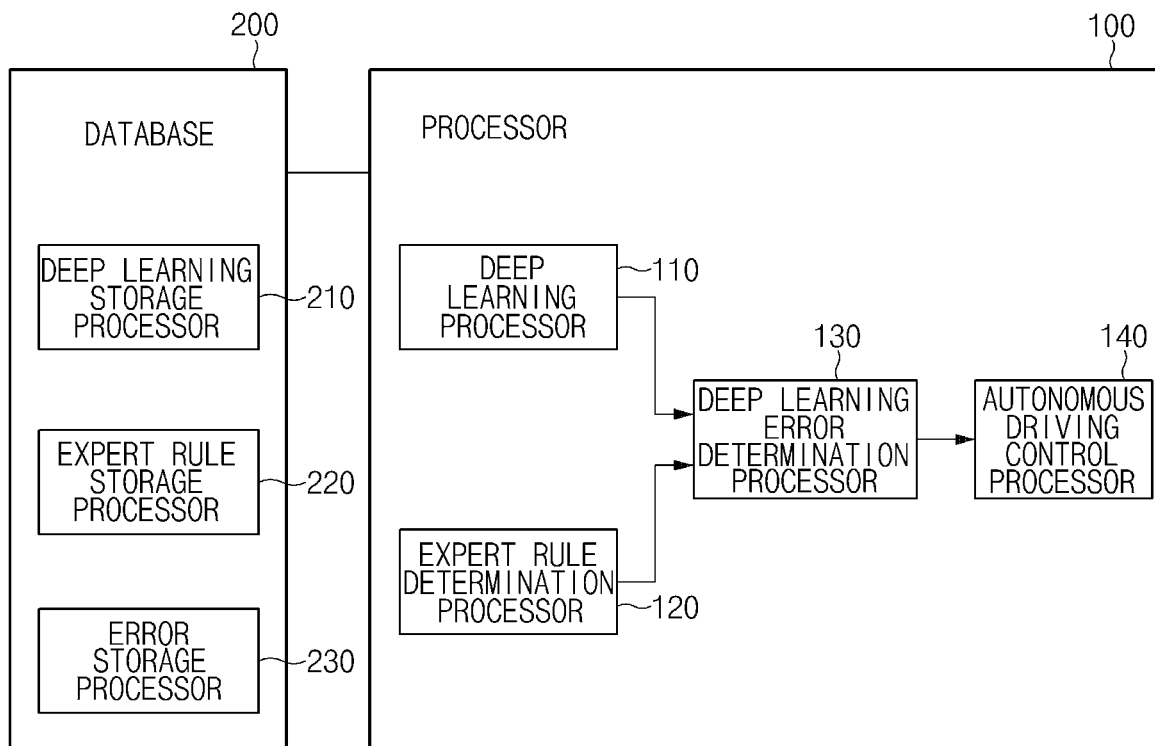 200
DATABASE
DEEP LEARNING
STORAGE
PROCESSOR
210
EXPERT RULE
STORAGE
PROCESSOR
220
ERROR
STORAGE
PROCESSOR
230
100
PROCESSOR
DEEP
LEARNING
PROCESSOR
110
EXPERT RULE
DETERMINATION
PROCESSOR
120
130
DEEP LEARNING
ERROR
DETERMINATION
PROCESSOR
140
AUTONOMOUS
DRIVING
CONTROL
PROCESSOR